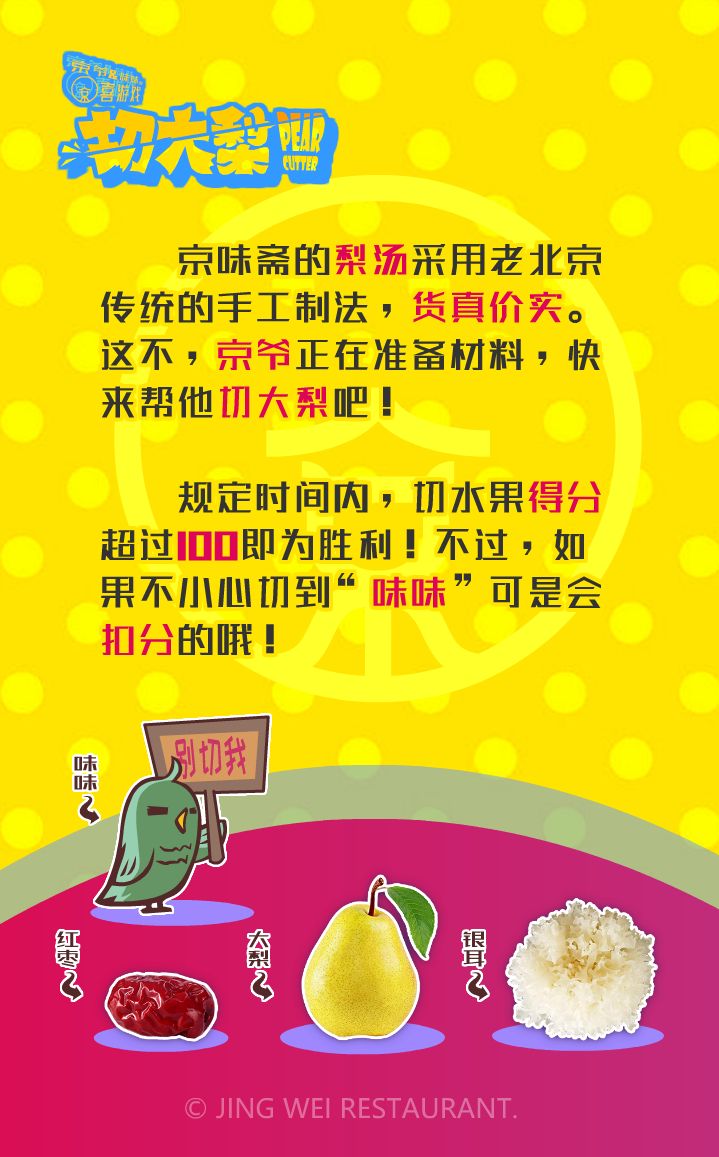 京爷&味味
京喜游戏
切大梨
PEAR
CUTTER
京味斋的梨汤采用老北京
传统的手工制法，货真价实。
这不，京爷正在准备材料，快
来帮他切大梨吧！
规定时间内，切水果得分
超过100即为胜利！不过，如
果不小心切到“味味”可是会
扣分的哦！
别切我
味味
红枣
大梨
银耳
© JING WEI RESTAURANT.